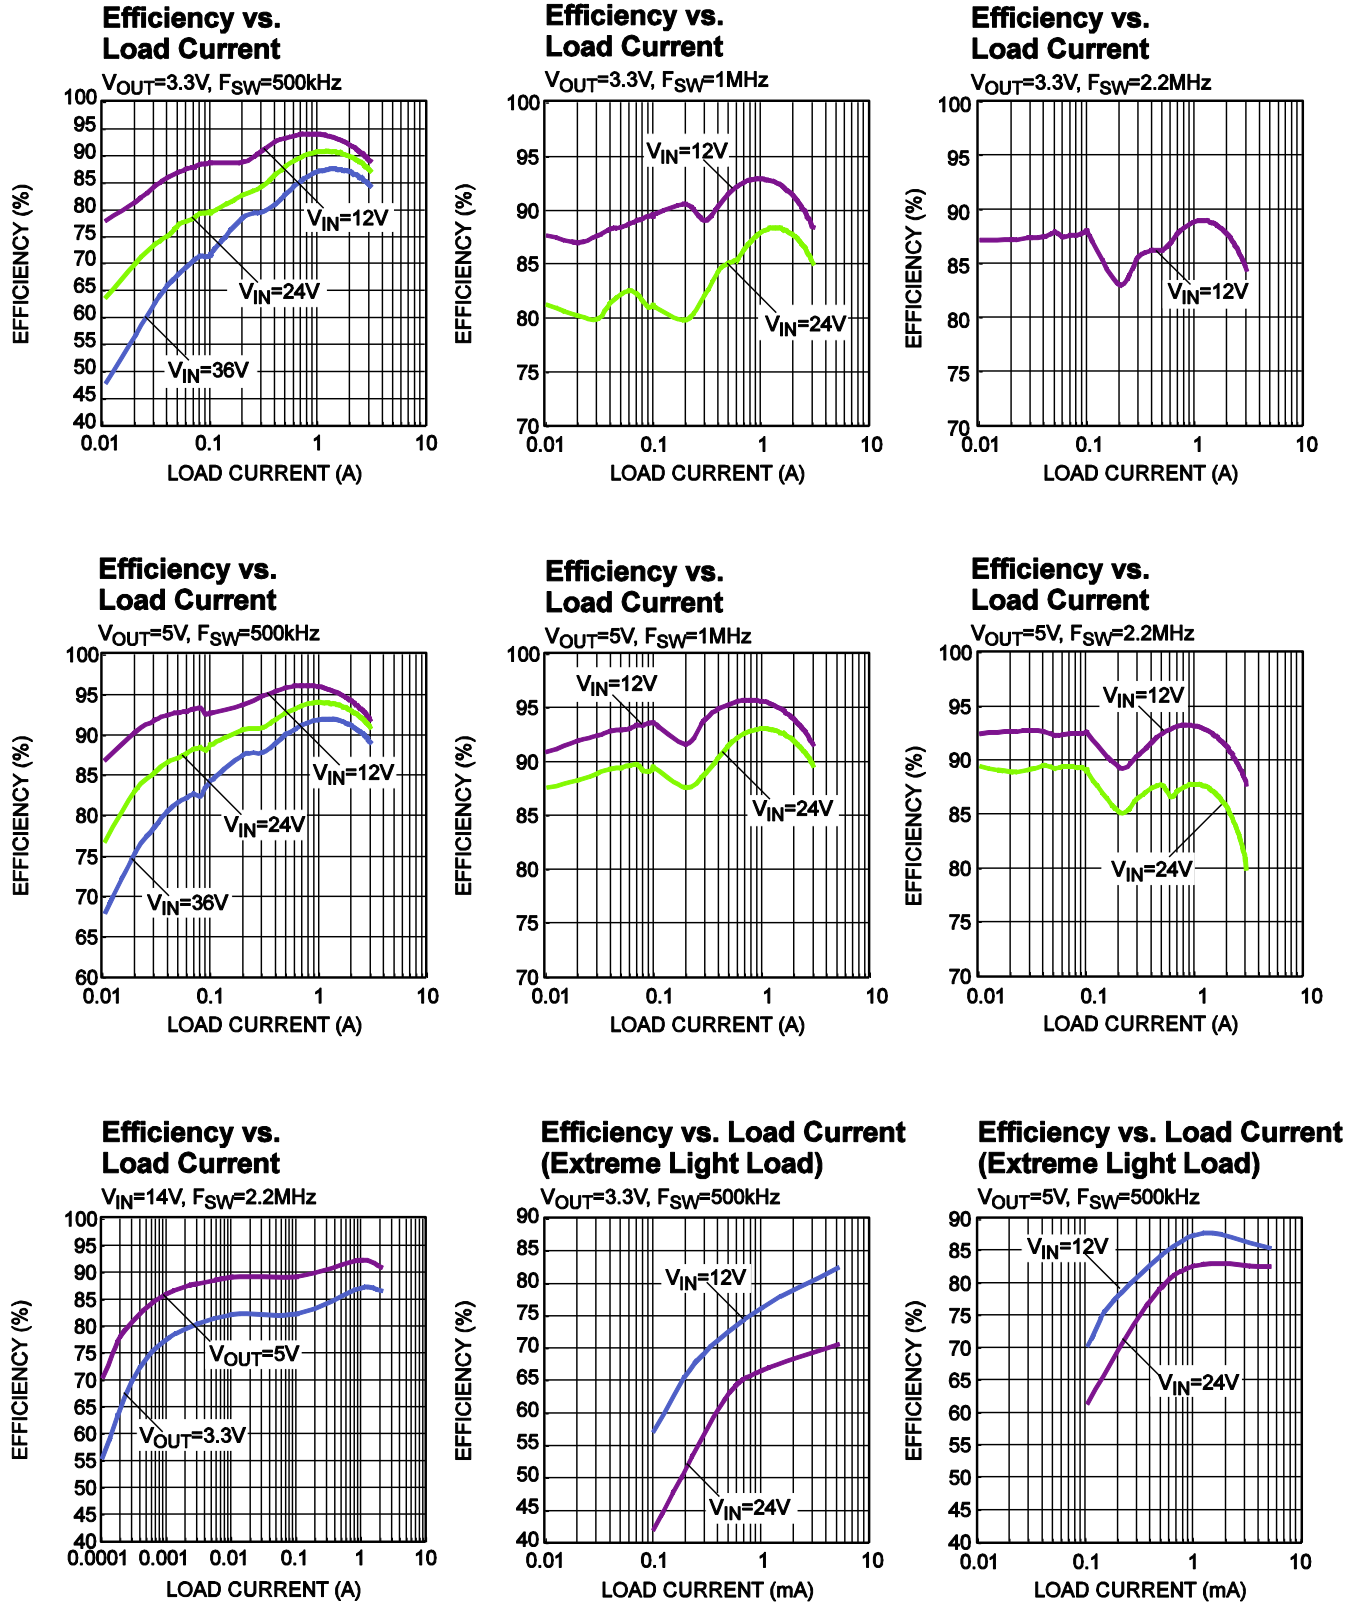 Efficiency vs.
Load Current
VOUT=3.3V, FSW=500kHz
100
95
90
85
80
75
70
65
60
55
50
45
40
EFFICIENCY (%)
VIN=12V
VIN=24V
VIN=36V
0.01 0.1 1 10
LOAD CURRENT (A)
Efficiency vs.
Load Current
VOUT=3.3V, FSW=1MHz
100
95
90
85
80
75
70
EFFICIENCY (%)
VIN=12V
VIN=24V
0.01 0.1 1 10
LOAD CURRENT (A)
Efficiency vs.
Load Current
VOUT=3.3V, FSW=2.2MHz
100
95
90
85
80
75
70
EFFICIENCY (%)
VIN=12V
0.01 0.1 1 10
LOAD CURRENT (A)
Efficiency vs.
Load Current
VOUT=5V, FSW=500kHz
100
95
90
85
80
75
70
65
60
EFFICIENCY (%)
VIN=12V
VIN=24V
VIN=36V
0.01 0.1 1 10
LOAD CURRENT (A)
Efficiency vs.
Load Current
VOUT=5V, FSW=1MHz
100
95
90
85
80
75
70
EFFICIENCY (%)
VIN=12V
VIN=24V
0.01 0.1 1 10
LOAD CURRENT (A)
Efficiency vs.
Load Current
VOUT=5V, FSW=2.2MHz
100
95
90
85
80
75
70
EFFICIENCY (%)
VIN=12V
VIN=24V
0.01 0.1 1 10
LOAD CURRENT (A)
Efficiency vs.
Load Current
VIN=14V, FSW=2.2MHz
100
95
90
85
80
75
70
65
60
55
50
45
40
EFFICIENCY (%)
VOUT=5V
VOUT=3.3V
0.0001 0.001 0.01 0.1 1 10
LOAD CURRENT (A)
Efficiency vs. Load Current
(Extreme Light Load)
VOUT=3.3V, FSW=500kHz
90
85
80
75
70
65
60
55
50
45
40
EFFICIENCY (%)
VIN=12V
VIN=24V
0.01 0.1 1 10
LOAD CURRENT (mA)
Efficiency vs. Load Current
(Extreme Light Load)
VOUT=5V, FSW=500kHz
90
85
80
75
70
65
60
55
50
45
40
EFFICIENCY (%)
VIN=12V
VIN=24V
0.01 0.1 1 10
LOAD CURRENT (mA)